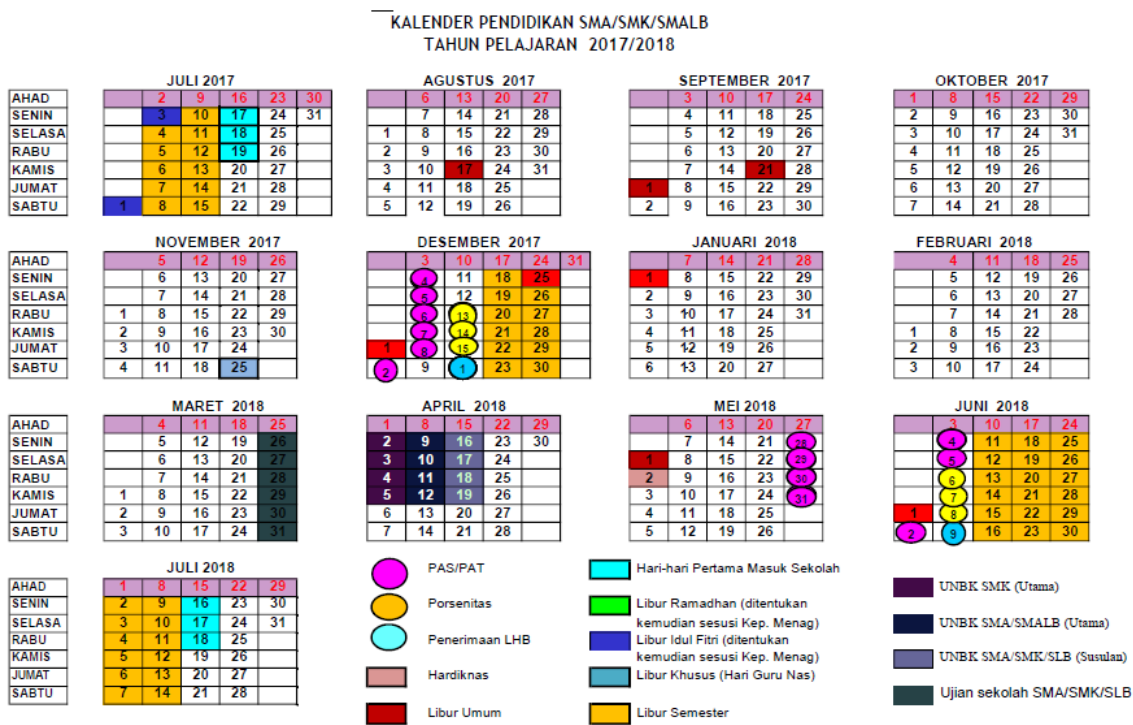 KALENDER PENDIDIKAN SMA/SMK/SMALB
TAHUN PELAJARAN 2017/2018
JULI 2017
AHAD 2 9 16 23 30
SENIN 3 10 17 24 31
SELASA 4 11 18 25
RABU 5 12 19 26
KAMIS 6 13 20 27
JUMAT 7 14 21 28
SABTU 1 8 15 22 29
AGUSTUS 2017
6 13 20 27
7 14 21 28
1 8 15 22 29
2 9 16 23 30
3 10 17 24 31
4 11 18 25
5 12 19 26
SEPTEMBER 2017
3 10 17 24
4 11 18 25
5 12 19 26
6 13 20 27
7 14 21 28
1 8 15 22 29
2 9 16 23 30
OKTOBER 2017
1 8 15 22 29
2 9 16 23 30
3 10 17 24 31
4 11 18 25
5 12 19 26
6 13 20 27
7 14 21 28
NOVEMBER 2017
AHAD 5 12 19 26
SENIN 6 13 20 27
SELASA 7 14 21 28
RABU 1 8 15 22 29
KAMIS 2 9 16 23 30
JUMAT 3 10 17 24
SABTU 4 11 18 25
DESEMBER 2017
3 10 17 24 31
4 11 18 25
5 12 19 26
6 13 20 27
7 14 21 28
1 8 15 22 29
2 9 1 23 30
JANUARI 2018
7 14 21 28
1 8 15 22 29
2 9 16 23 30
3 10 17 24 31
4 11 18 25
5 12 19 26
6 13 20 27
FEBRUARI 2018
4 11 18 25
5 12 19 26
6 13 20 27
7 14 21 28
1 8 15 22
2 9 16 23
3 10 17 24
MARET 2018
AHAD 4 11 18 25
SENIN 5 12 19 26
SELASA 6 13 20 27
RABU 7 14 21 28
KAMIS 1 8 15 22 29
JUMAT 2 9 16 23 30
SABTU 3 10 17 24 31
APRIL 2018
1 8 15 22 29
2 9 16 23 30
3 10 17 24
4 11 18 25
5 12 19 26
6 13 20 27
7 14 21 28
MEI 2018
6 13 20 27
7 14 21 28
1 8 15 22 29
2 9 16 23 30
3 10 17 24 31
4 11 18 25
5 12 19 26
JUNI 2018
3 10 17 24
4 11 18 25
5 12 19 26
6 13 20 27
7 14 21 28
1 8 15 22 29
2 9 16 23 30
JULI 2018
AHAD 1 8 15 22 29
SENIN 2 9 16 23 30
SELASA 3 10 17 24 31
RABU 4 11 18 25
KAMIS 5 12 19 26
JUMAT 6 13 20 27
SABTU 7 14 21 28
PAS/PAT
Porsenitas
Penerimaan LHB
Hardiknas
Libur Umum
Hari-hari Pertama Masuk Sekolah
Libur Ramadhan (ditentukan
kemudian sesusi Kep. Menag)
Libur Idul Fitri (ditentukan
kemudian sesusi Kep. Menag)
Libur Khusus (Hari Guru Nas)
Libur Semester
UNBK SMK (Utama)
UNBK SMA/SMALB (Utama)
UNBK SMA/SMK/SLB (Susulan)
Ujian sekolah SMA/SMK/SLB